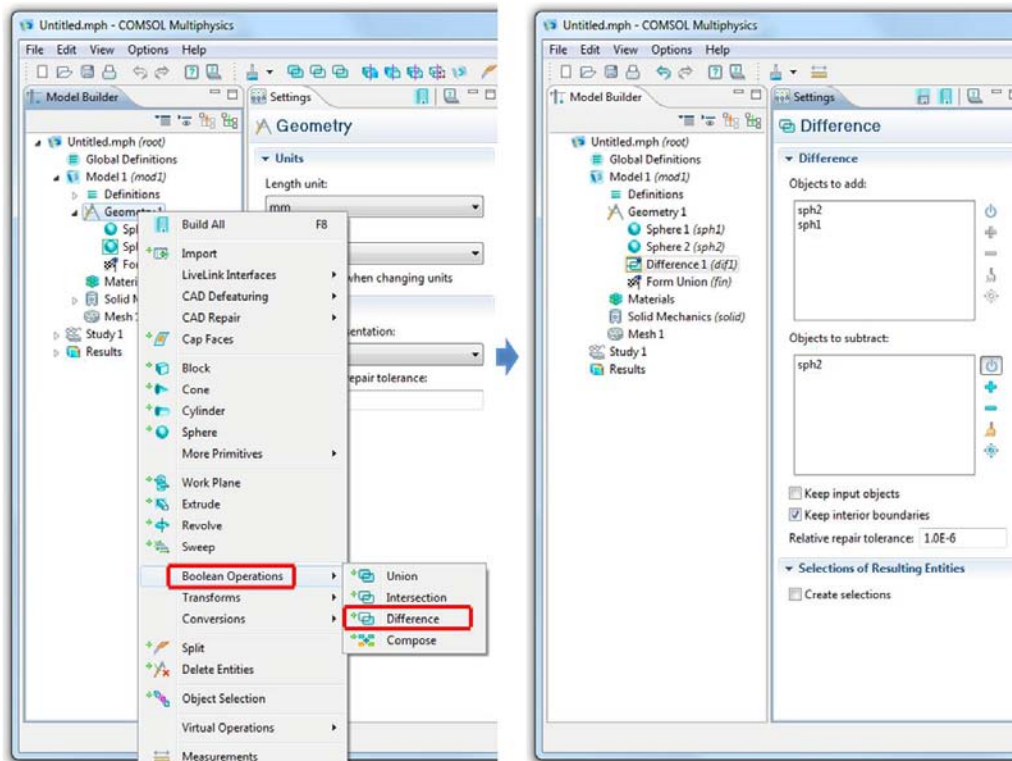 Untitled.mph - COMSOL Multiphysics
File Edit View Options Help
Model Builder
Untitled.mph (root)
Global Definitions
Model 1 (mod1)
Definitions
Geometry 1
Mesh
Study 1
Results
Settings
Geometry
Units
Length unit:
mm
when changing units
repair tolerance:
Build All F8
Import
LiveLink Interfaces
CAD Defeaturing
CAD Repair
Cap Faces
Block
Cone
Cylinder
Sphere
More Primitives
Work Plane
Extrude
Revolve
Sweep
Boolean Operations
Transforms
Conversions
Split
Delete Entities
Object Selection
Virtual Operations
Measurements
Union
Intersection
Difference
Compose
Untitled.mph - COMSOL Multiphysics
File Edit View Options Help
Model Builder
Untitled.mph (root)
Global Definitions
Model 1 (mod1)
Definitions
Geometry 1
Sphere 1 (sph1)
Sphere 2 (sph2)
Difference 1 (dif1)
Form Union (fin)
Materials
Solid Mechanics (solid)
Mesh 1
Study 1
Results
Settings
Difference
Difference
Objects to add:
sph2
sph1
Objects to subtract:
sph2
Keep input objects
Keep interior boundaries
Relative repair tolerance: 1.0E-6
Selections of Resulting Entities
Create selections